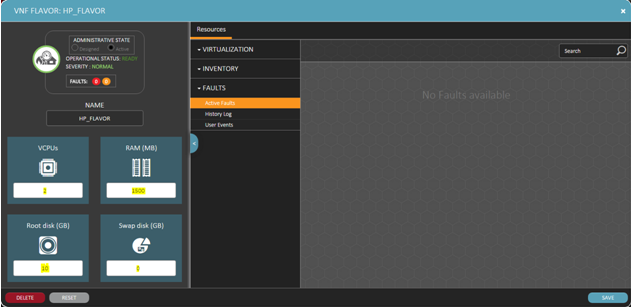 VNF FLAVOR: HP_FLAVOR
ADMINISTRATIVE STATE
Designed Active
OPERATIONAL STATUS: READY
SEVERITY : NORMAL
FAULTS: 0 0
NAME
HP_FLAVOR
VCPUs
RAM (MB)
2
1500
Root disk (GB)
Swap disk (GB)
10
0
DELETE
RESET
Resources
VIRTUALIZATION
INVENTORY
FAULTS
Active Faults
History Log
User Events
Search
No Faults available
SAVE